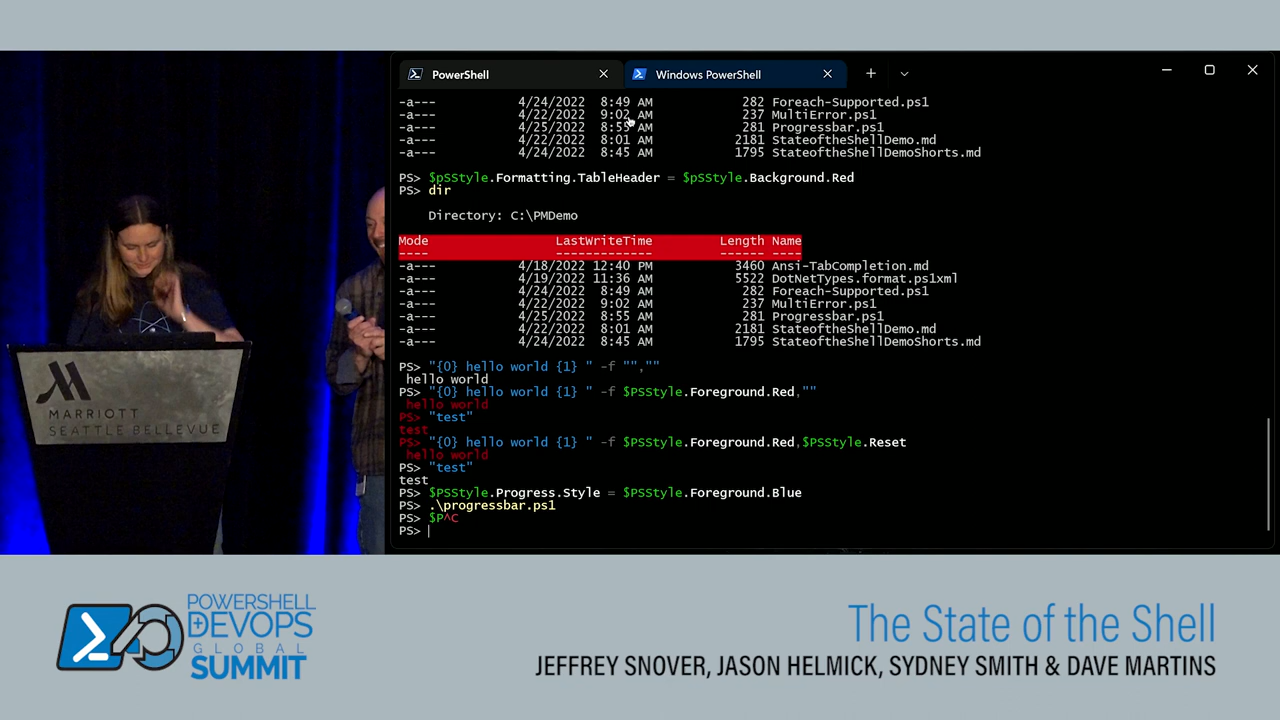 PowerShell
Windows PowerShell
-a--- 4/24/2022 8:49 AM 282 Foreach-Supported.ps1
-a--- 4/22/2022 9:02 AM 237 MultiError.ps1
-a--- 4/25/2022 8:55 AM 281 Progressbar.ps1
-a--- 4/22/2022 8:01 AM 2181 StateoftheShellDemo.md
-a--- 4/24/2022 8:45 AM 1795 StateoftheShellDemoShorts.md
PS> $pSStyle.Formatting.TableHeader = $pSStyle.Background.Red
PS> dir
Directory: C:\PMDemo
Mode LastWriteTime Length Name
---- ------------- ------ ----
-a--- 4/18/2022 12:40 PM 3460 Ansi-TabCompletion.md
-a--- 4/19/2022 11:36 AM 5522 DotNetTypes.format.ps1xml
-a--- 4/24/2022 8:49 AM 282 Foreach-Supported.ps1
-a--- 4/22/2022 9:02 AM 237 MultiError.ps1
-a--- 4/25/2022 8:55 AM 281 Progressbar.ps1
-a--- 4/22/2022 8:01 AM 2181 StateoftheShellDemo.md
-a--- 4/24/2022 8:45 AM 1795 StateoftheShellDemoShorts.md
PS> "{0} hello world {1} " -f "",""
hello world
PS> "{0} hello world {1} " -f $PSStyle.Foreground.Red,""
hello world
PS> "test"
test
PS> "{0} hello world {1} " -f $PSStyle.Foreground.Red,$PSStyle.Reset
hello world
PS> "test"
test
PS> $PSStyle.Progress.Style = $PSStyle.Foreground.Blue
PS> .\progressbar.ps1
PS> $P^C
PS>
MARRIOTT
SEATTLE BELLEVUE
POWERSHELL
+DEVOPS
GLOBAL
SUMMIT
The State of the Shell
JEFFREY SNOVER, JASON HELMICK, SYDNEY SMITH & DAVE MARTINS